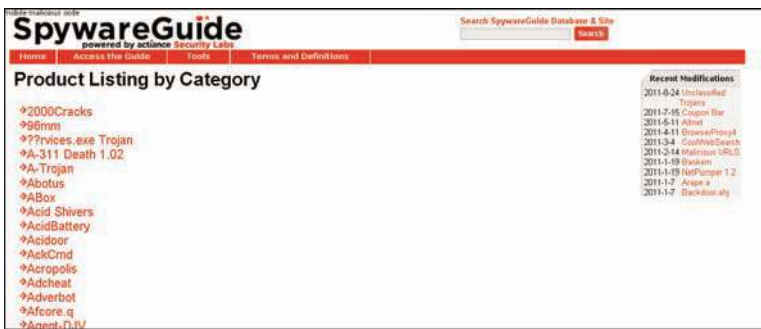 mobile-malicious code
SpywareGuide
powered by actiance Security Labs
Search SpywareGuide Database & Site
Search
Home Access the Guide Tools Terms and Definitions
Product Listing by Category
2000Cracks
96mm
??rvices.exe Trojan
A-311 Death 1.02
A-Trojan
Abotus
ABox
Acid Shivers
AcidBattery
Acidoor
AckCmd
Acropolis
Adcheat
Adverbot
Afcore.q
Agent-DJV
Recent Modifications
2011-8-24 Unclassified
Trojans
2011-7-15 Coupon Bar
2011-5-11 Altnet
2011-4-11 BrowserProxy4
2011-3-4 CoolWebSearch
2011-2-14 Malicious URLS
2011-1-19 Bankem
2011-1-19 NetPumper 1.2
2011-1-7
2011-1-7